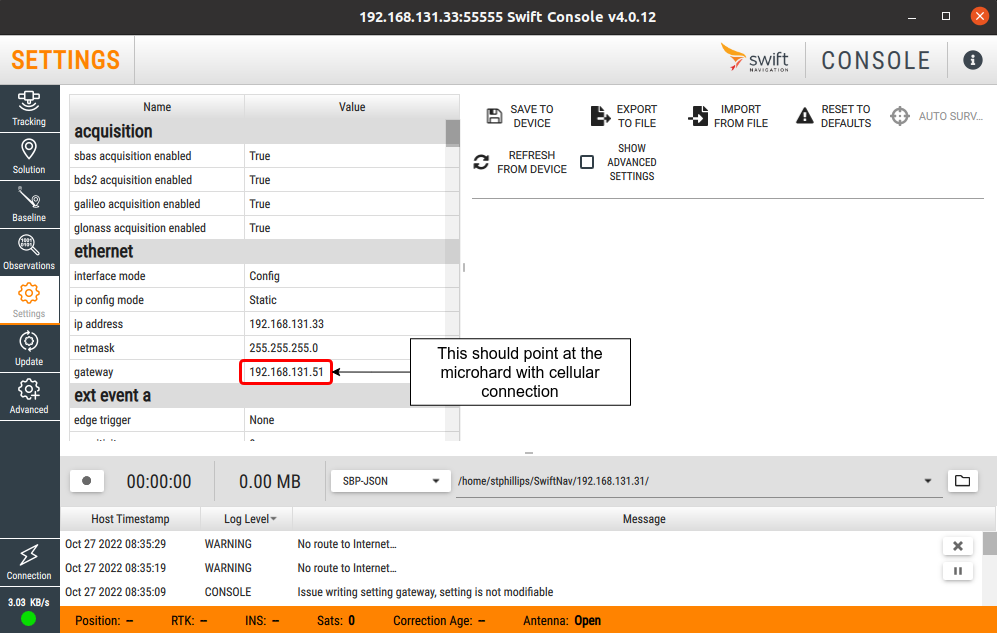 192.168.131.33:55555 Swift Console v4.0.12
SETTINGS
swift
NAVIGATION
CONSOLE
Tracking
Solution
Baseline
Observations
Settings
Update
Advanced
Connection
3.03 KB/s
Name Value
acquisition
sbas acquisition enabled True
bds2 acquisition enabled True
galileo acquisition enabled True
glonass acquisition enabled True
ethernet
interface mode Config
ip config mode Static
ip address 192.168.131.33
netmask 255.255.255.0
gateway 192.168.131.51
ext event a
edge trigger None
This should point at the
microhard with cellular
connection
SAVE TO
DEVICE
EXPORT
TO FILE
IMPORT
FROM FILE
RESET TO
DEFAULTS
AUTO SURV...
REFRESH
FROM DEVICE
SHOW
ADVANCED
SETTINGS
00:00:00 0.00 MB SBP-JSON /home/stphillips/SwiftNav/192.168.131.31/
Host Timestamp Log Level Message
Oct 27 2022 08:35:29 WARNING No route to Internet...
Oct 27 2022 08:35:19 WARNING No route to Internet...
Oct 27 2022 08:35:09 CONSOLE Issue writing setting gateway, setting is not modifiable
Position: – RTK: – INS: – Sats: 0 Correction Age: – Antenna: Open